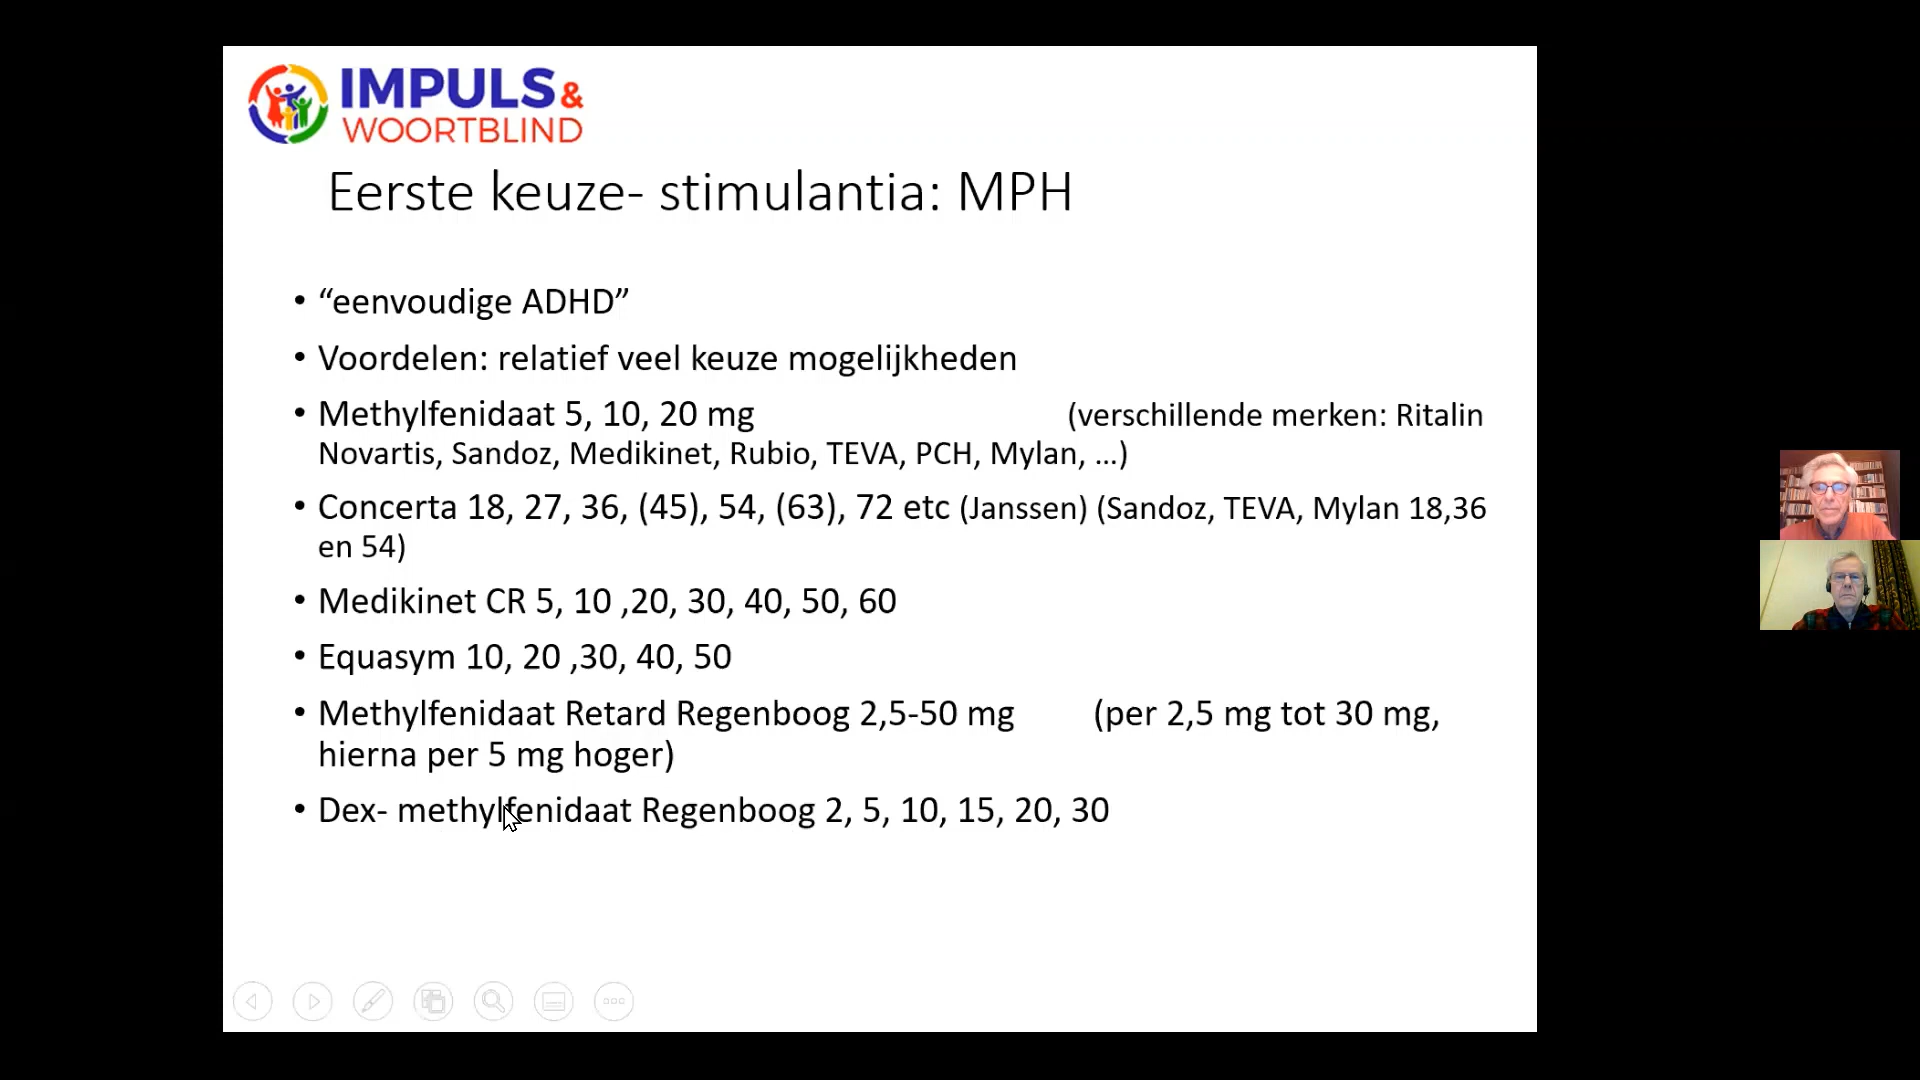 IMPULS &
WOORTBLIND
Eerste keuze- stimulantia: MPH
• “eenvoudige ADHD”
• Voordelen: relatief veel keuze mogelijkheden
• Methylfenidaat 5, 10, 20 mg (verschillende merken: Ritalin
Novartis, Sandoz, Medikinet, Rubio, TEVA, PCH, Mylan, ...)
• Concerta 18, 27, 36, (45), 54, (63), 72 etc (Janssen) (Sandoz, TEVA, Mylan 18,36
en 54)
• Medikinet CR 5, 10 ,20, 30, 40, 50, 60
• Equasym 10, 20 ,30, 40, 50
• Methylfenidaat Retard Regenboog 2,5-50 mg (per 2,5 mg tot 30 mg,
hierna per 5 mg hoger)
• Dex- methylfenidaat Regenboog 2, 5, 10, 15, 20, 30